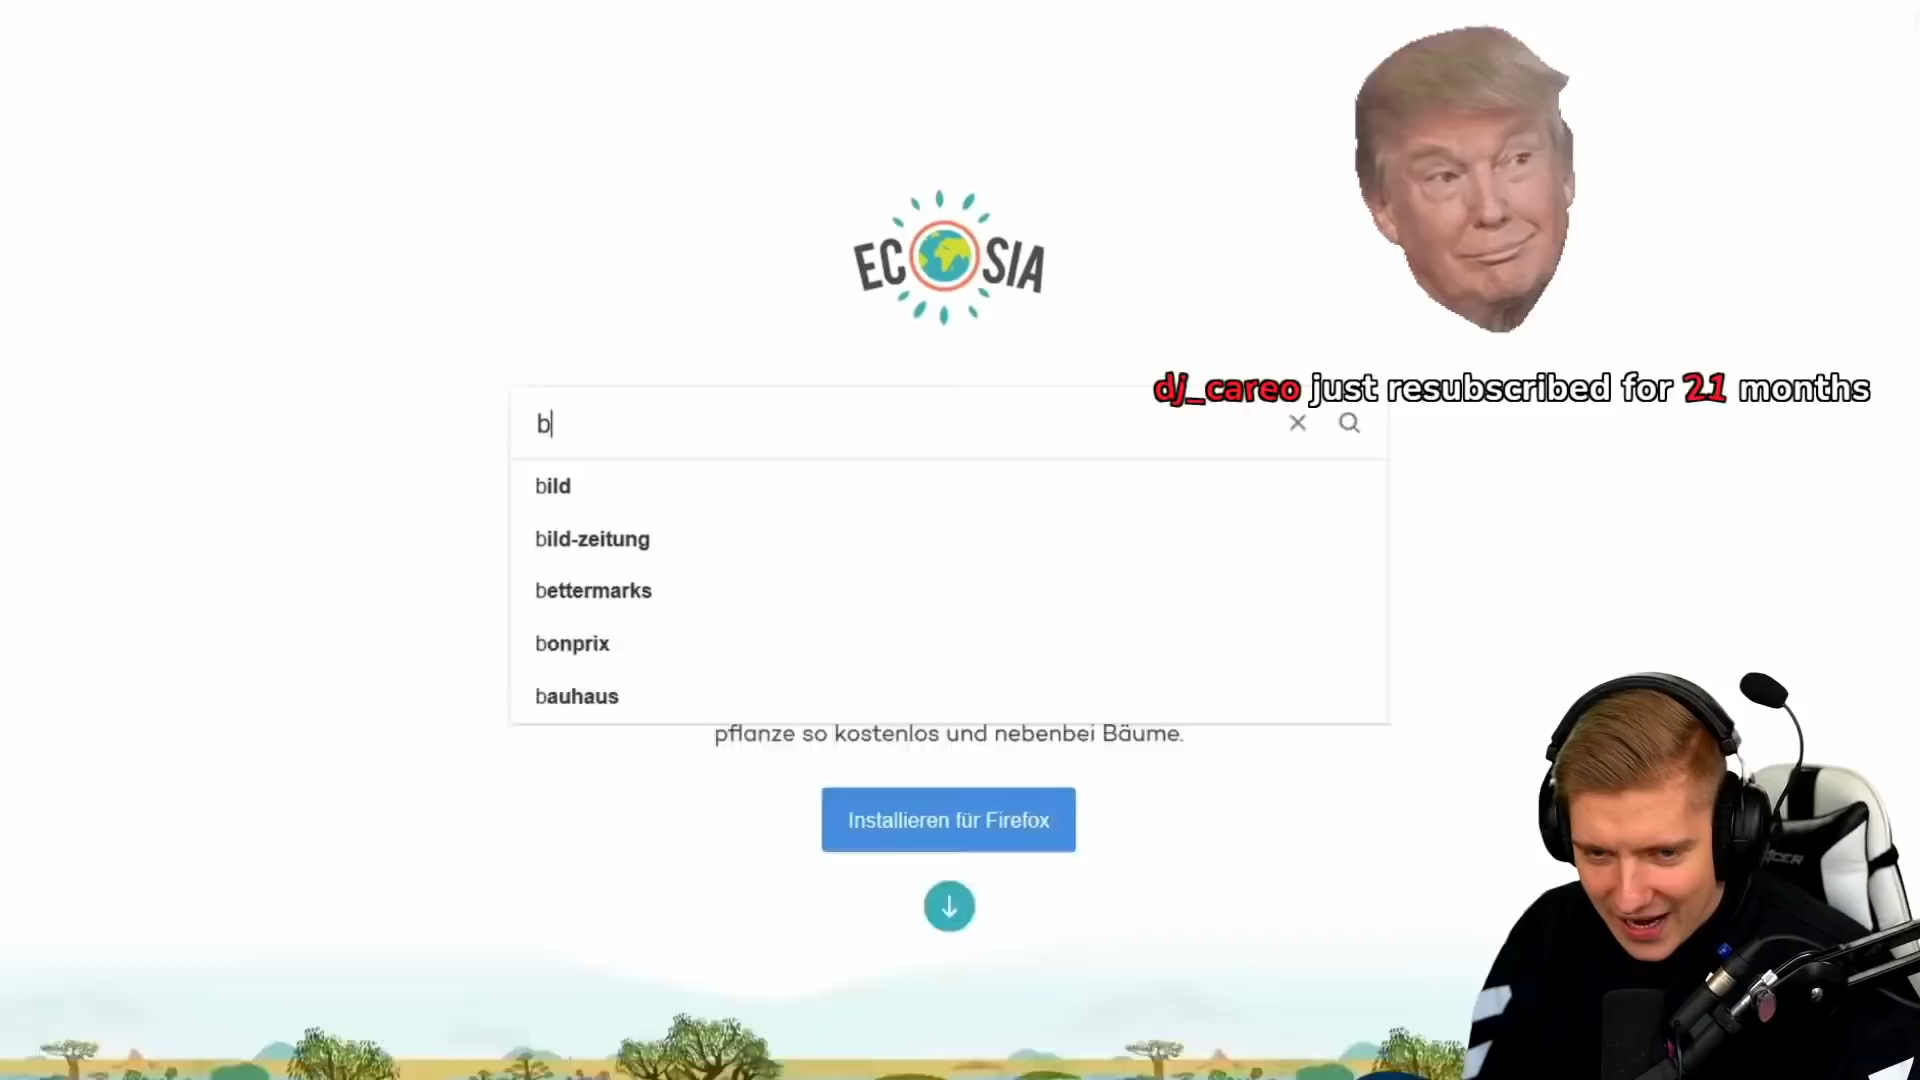 ECOSIA
dj_careo just resubscribed for 21 months
b
bild
bild-zeitung
bettermarks
bonprix
bauhaus
pflanze so kostenlos und nebenbei Bäume.
Installieren für Firefox